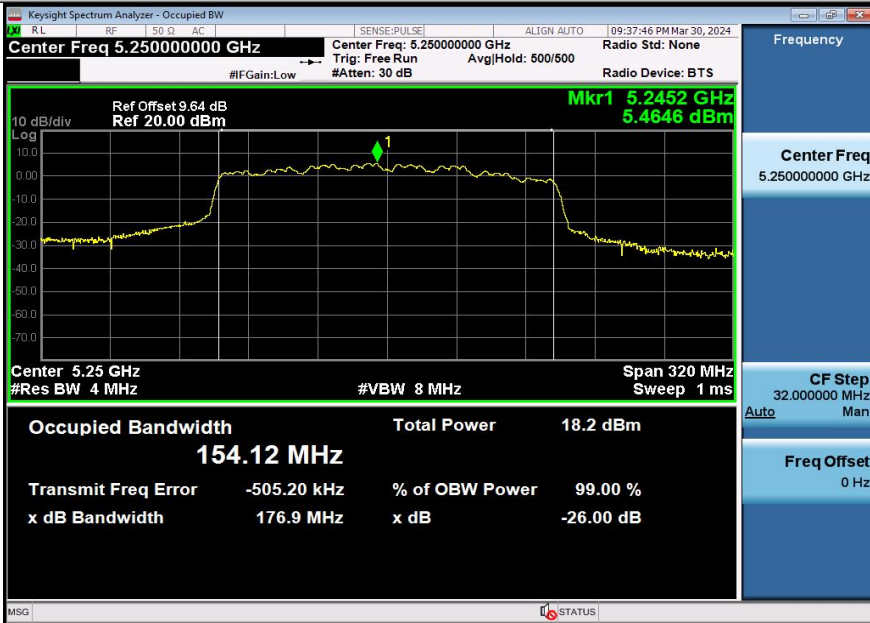 Keysight Spectrum Analyzer - Occupied BW
LXI RL RF 50 Ω AC SENSE:PULSE ALIGN AUTO 09:37:46 PM Mar 30, 2024
Center Freq 5.250000000 GHz
Center Freq: 5.250000000 GHz
Radio Std: None
Trig: Free Run Avg|Hold: 500/500
#IFGain:Low
#Atten: 30 dB
Radio Device: BTS
Frequency
Ref Offset 9.64 dB
Mkr1 5.2452 GHz
10 dB/div
Ref 20.00 dBm
5.4646 dBm
Log
1
10.0
0.00
-10.0
-20.0
-30.0
-40.0
-50.0
-60.0
-70.0
Center 5.25 GHz
Span 320 MHz
#Res BW 4 MHz
#VBW 8 MHz
Sweep 1 ms
Center Freq
5.250000000 GHz
CF Step
32.000000 MHz
Auto Man
Freq Offset
0 Hz
Occupied Bandwidth
154.12 MHz
Total Power 18.2 dBm
Transmit Freq Error -505.20 kHz
% of OBW Power 99.00 %
x dB Bandwidth 176.9 MHz
x dB -26.00 dB
MSG
STATUS